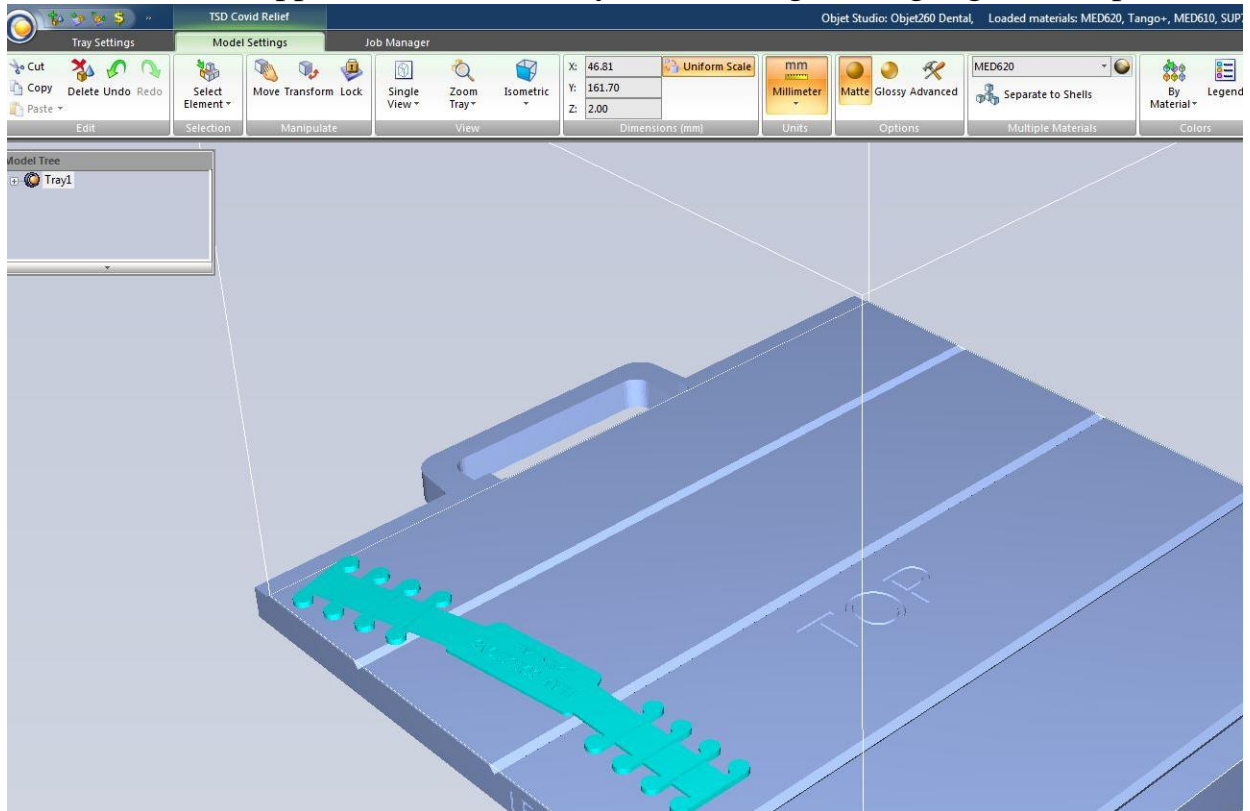 TSD Covid Relief
Objet Studio: Objet260 Dental, Loaded materials: MED620, Tango+, MED610,
Tray Settings Model Settings Job Manager
Cut
Copy
Paste
Delete Undo Redo
Select Element
Move Transform Lock
Single View
Zoom Tray
Isometric
X: 46.81
Y: 161.70
Z: 2.00
Uniform Scale
mm
Millimeter
Matte Glossy Advanced
MED620
Separate to Shells
By Material
Legend
Edit Selection Manipulate View Dimensions (mm) Units Options Multiple Materials Colors
Model Tree
Tray1
TOP